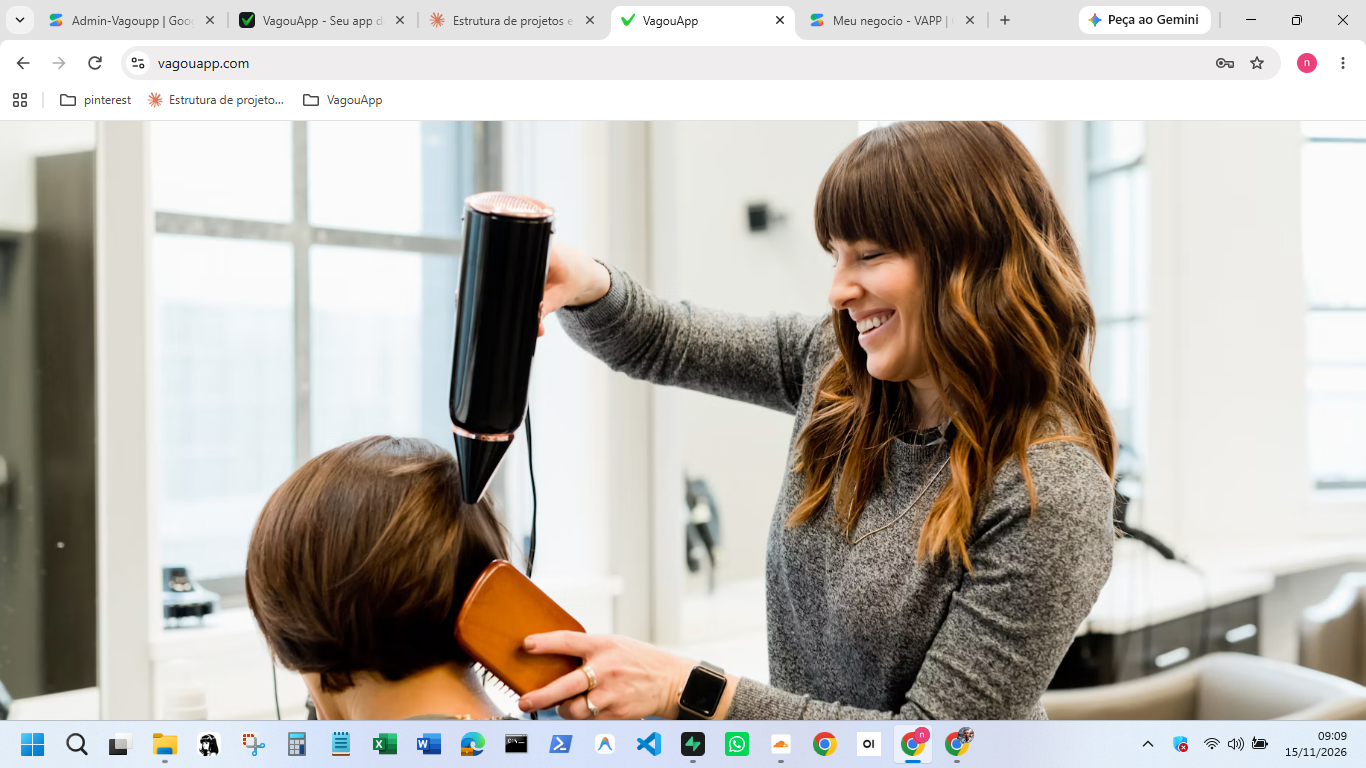 Admin-Vagoupp | Goo
VagouApp - Seu app d
Estrutura de projetos e
VagouApp
Meu negocio - VAPP |
Peça ao Gemini
vagouapp.com
n
pinterest
Estrutura de projeto...
VagouApp
OI
n
09:09
15/11/2026